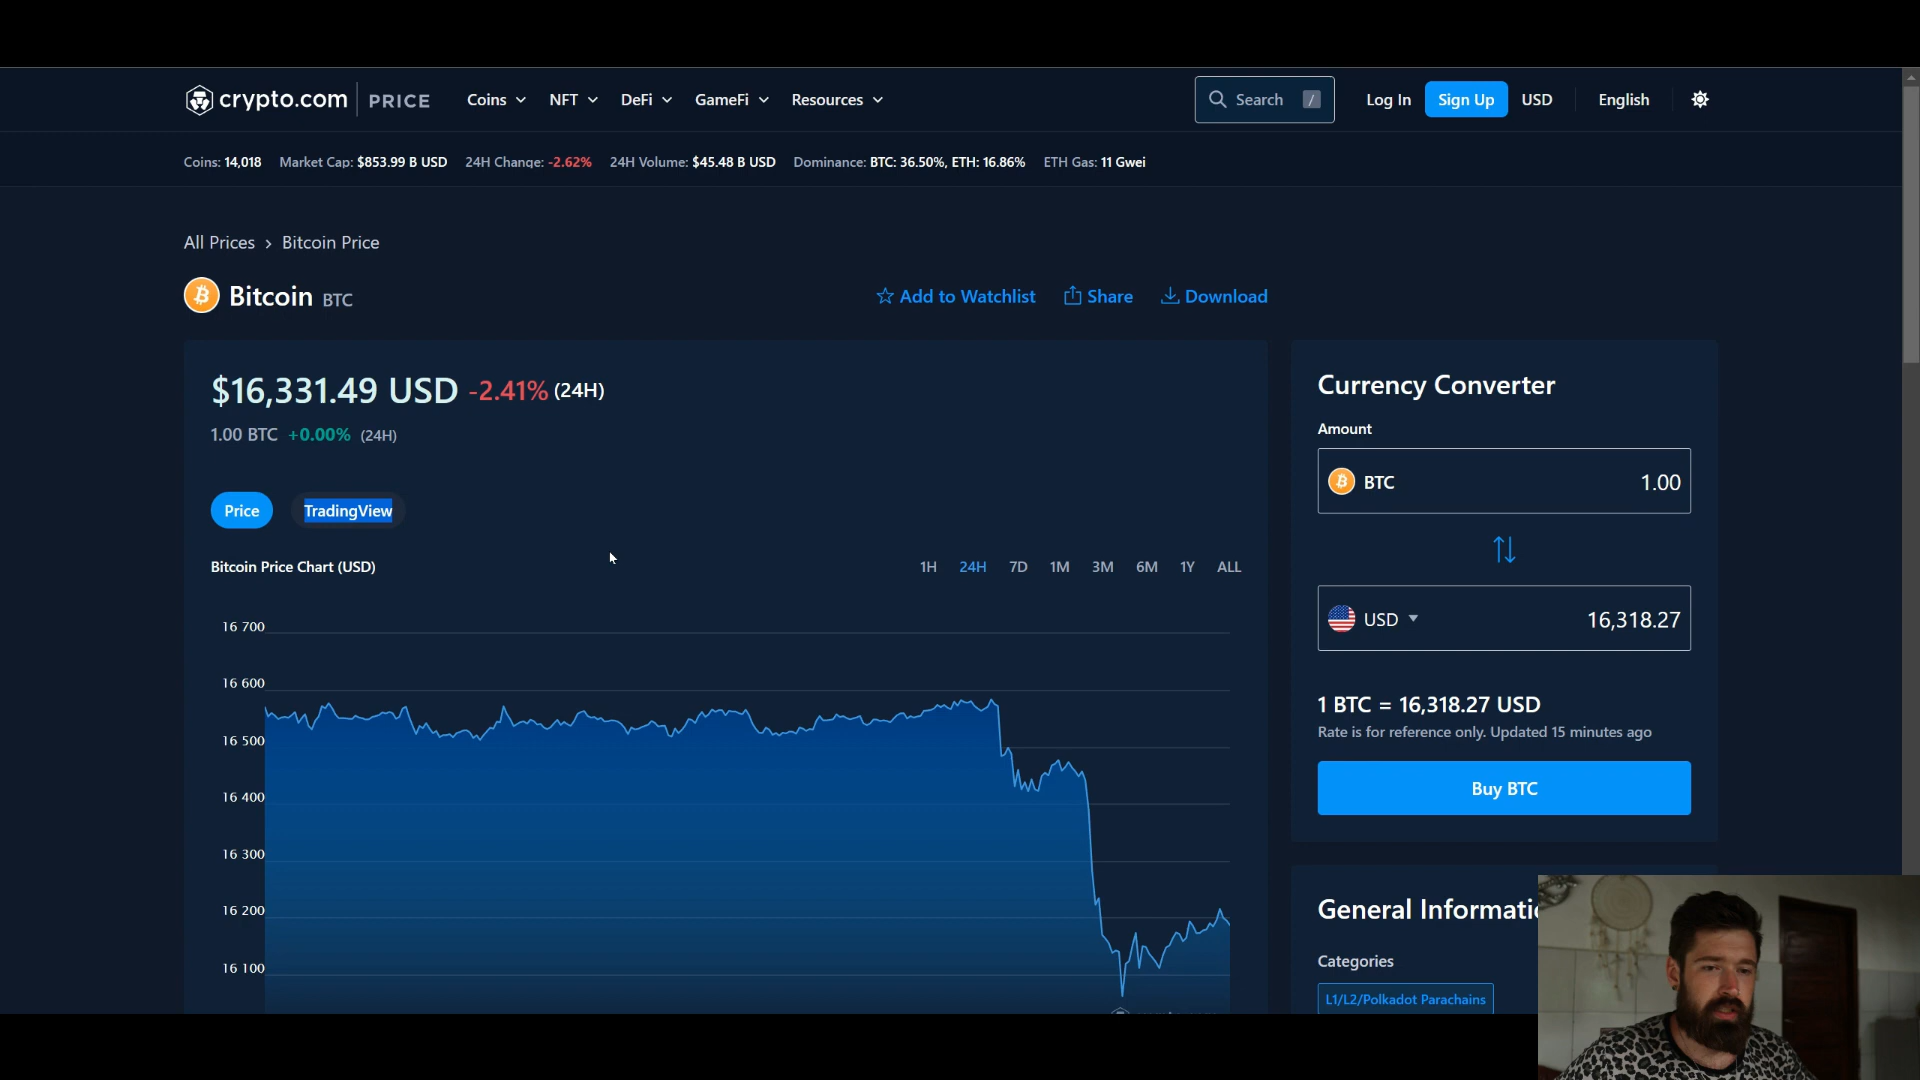 crypto.com PRICE Coins NFT DeFi GameFi Resources Search / Log In Sign Up USD English
Coins: 14,018 Market Cap: $853.99 B USD 24H Change: -2.62% 24H Volume: $45.48 B USD Dominance: BTC: 36.50%, ETH: 16.86% ETH Gas: 11 Gwei
All Prices > Bitcoin Price
Bitcoin BTC
Add to Watchlist Share Download
$16,331.49 USD -2.41% (24H)
1.00 BTC +0.00% (24H)
Price TradingView
Bitcoin Price Chart (USD)
1H 24H 7D 1M 3M 6M 1Y ALL
16 700
16 600
16 500
16 400
16 300
16 200
16 100
Currency Converter
Amount
BTC 1.00
USD 16,318.27
1 BTC = 16,318.27 USD
Rate is for reference only. Updated 15 minutes ago
Buy BTC
General Informatio
Categories
L1/L2/Polkadot Parachains